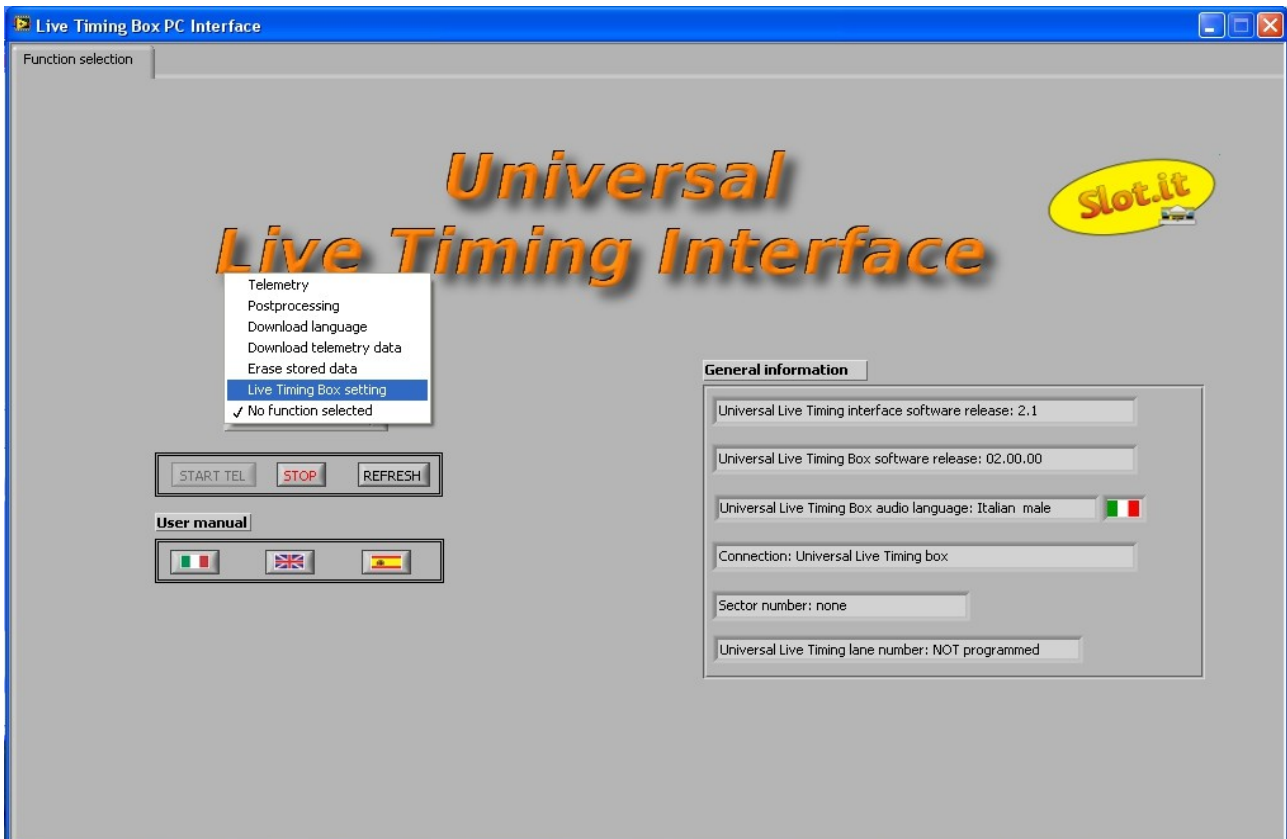 Live Timing Box PC Interface
Function selection
Universal
Live Timing Interface
Slot.it
Telemetry
Postprocessing
Download language
Download telemetry data
Erase stored data
Live Timing Box setting
✓ No function selected
START TEL
STOP
REFRESH
User manual
General information
Universal Live Timing interface software release: 2.1
Universal Live Timing Box software release: 02.00.00
Universal Live Timing Box audio language: Italian male
Connection: Universal Live Timing box
Sector number: none
Universal Live Timing lane number: NOT programmed